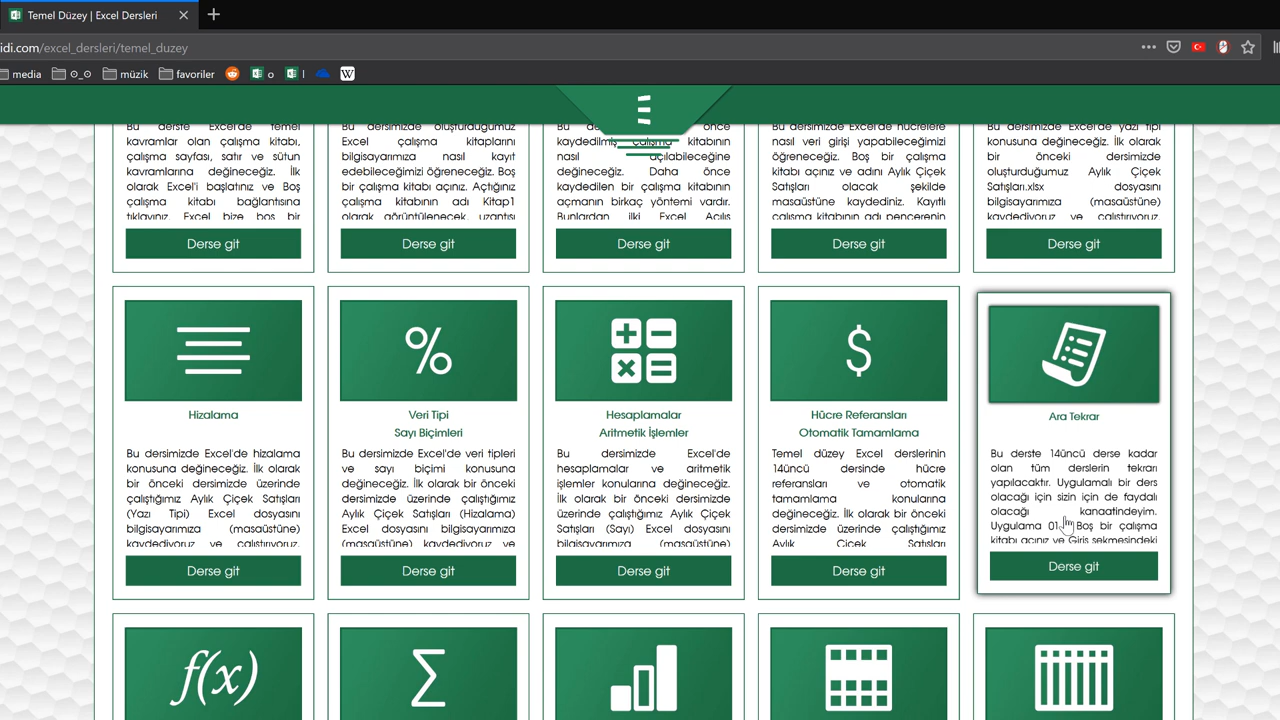 Temel Düzey | Excel Dersleri
idi.com/excel_dersleri/temel_duzey
media
ʘ_ʘ
müzik
favoriler
o
l
W
Bu derste Excel'de temel
kavramlar olan çalışma kitabı,
çalışma sayfası, satır ve sütun
kavramlarına değineceğiz. İlk
olarak Excel'i başlatınız ve Boş
çalışma kitabı bağlantısına
tıklayınız. Excel bize boş bir
Derse git
Bu dersimizde oluşturduğumuz
Excel çalışma kitaplarını
bilgisayarımıza nasıl kayıt
edebileceğimizi öğreneceğiz. Boş
bir çalışma kitabı açınız. Açtığınız
çalışma kitabının adı Kitap1
olarak görüntülenecek, uzantısı
Derse git
Bu önce
kaydedilmiş çalışma kitabının
nasıl açılabileceğine
değineceğiz. Daha önce
kaydedilen bir çalışma kitabının
açmanın birkaç yöntemi vardır.
Bunlardan ilki Excel Açılış
Derse git
Bu dersimizde Excel'de hücrelere
nasıl veri girişi yapabileceğimizi
öğreneceğiz. Boş bir çalışma
kitabı açınız ve adını Aylık Çiçek
Satışları olacak şekilde
masaüstüne kaydediniz. Kayıtlı
çalışma kitabının adı pencerenin
Derse git
Bu dersimizde Excel'de yazı tipi
konusuna değineceğiz. İlk olarak
bir önceki dersimizde
oluşturduğumuz Aylık Çiçek
Satışları.xlsx dosyasını
bilgisayarımıza (masaüstüne)
kaydediyoruz ve çalıştırıyoruz.
Derse git
Hizalama
Bu dersimizde Excel'de hizalama
konusuna değineceğiz. İlk olarak
bir önceki dersimizde üzerinde
çalıştığımız Aylık Çiçek Satışları
(Yazı Tipi) Excel dosyasını
bilgisayarımıza (masaüstüne)
kaydediyoruz ve çalıştırıyoruz.
Derse git
%
Veri Tipi
Sayı Biçimleri
Bu dersimizde Excel'de veri tipleri
ve sayı biçimi konusuna
değineceğiz. İlk olarak bir önceki
dersimizde üzerinde çalıştığımız
Aylık Çiçek Satışları (Hizalama)
Excel dosyasını bilgisayarımıza
(masaüstüne) kaydediyoruz ve
Derse git
Hesaplamalar
Aritmetik İşlemler
Bu dersimizde Excel'de
hesaplamalar ve aritmetik
işlemler konularına değineceğiz.
İlk olarak bir önceki dersimizde
üzerinde çalıştığımız Aylık Çiçek
Satışları (Sayı) Excel dosyasını
bilgisayarımıza (masaüstüne)
Derse git
$
Hücre Referansları
Otomatik Tamamlama
Temel düzey Excel derslerinin
14üncü dersinde hücre
referansları ve otomatik
tamamlama konularına
değineceğiz. İlk olarak bir önceki
dersimizde üzerinde çalıştığımız
Aylık Çiçek Satışları
Derse git
Ara Tekrar
Bu derste 14üncü derse kadar
olan tüm derslerin tekrarı
yapılacaktır. Uygulamalı bir ders
olacağı için sizin için de faydalı
olacağı kanaatindeyim.
Uygulama 01 Boş bir çalışma
kitabı açınız ve Giriş sekmesindeki
Derse git
f(x)
Σ